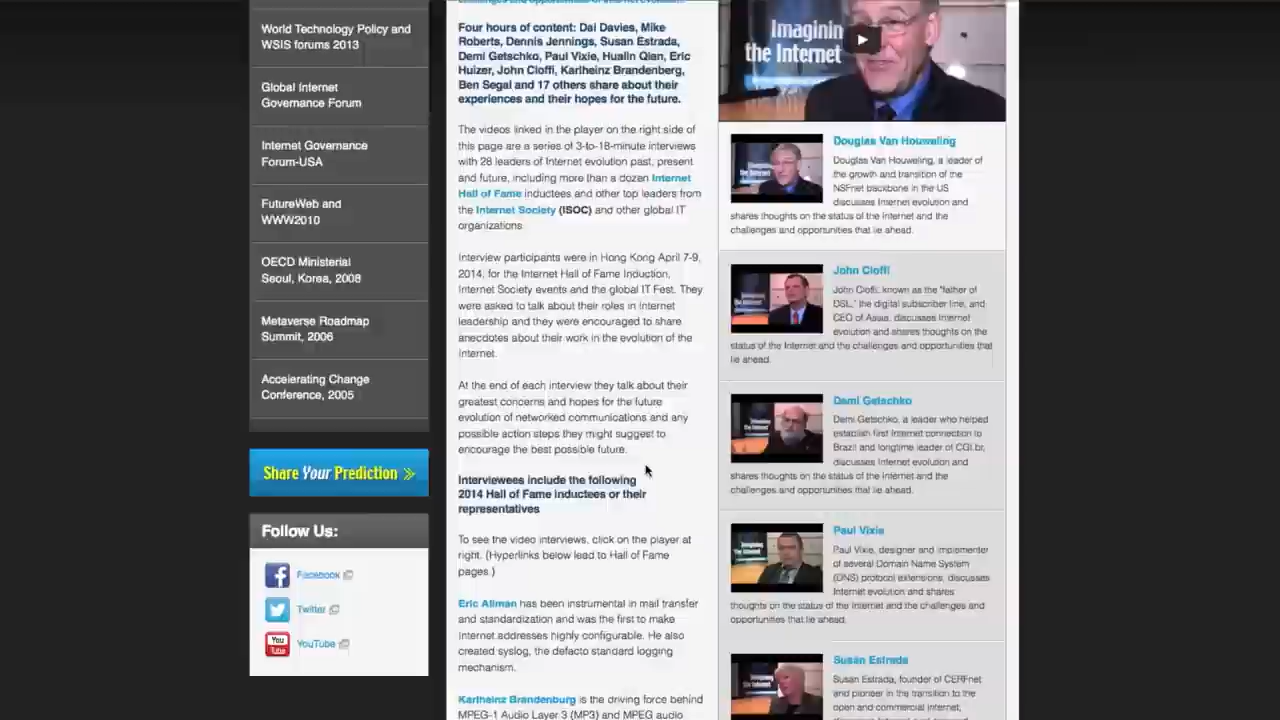 World Technology Policy and
WSIS forums 2013
Global Internet
Governance Forum
Internet Governance
Forum-USA
FutureWeb and
WWW2010
OECD Ministerial
Seoul, Korea, 2008
Metaverse Roadmap
Summit, 2006
Accelerating Change
Conference, 2005
Share Your Prediction »
Follow Us:
Facebook
Twitter
You
Tube
YouTube
Four hours of content: Dai Davies, Mike
Roberts, Dennis Jennings, Susan Estrada,
Demi Getschko, Paul Vixie, Hualin Qian, Eric
Huizer, John Cioffi, Karlheinz Brandenberg,
Ben Segal and 17 others share about their
experiences and their hopes for the future.
The videos linked in the player on the right side of
this page are a series of 3-to-18-minute interviews
with 28 leaders of Internet evolution past, present
and future, including more than a dozen Internet
Hall of Fame inductees and other top leaders from
the Internet Society (ISOC) and other global IT
organizations.
Interview participants were in Hong Kong April 7-9,
2014, for the Internet Hall of Fame Induction,
Internet Society events and the global IT Fest. They
were asked to talk about their roles in Internet
leadership and they were encouraged to share
anecdotes about their work in the evolution of the
Internet.
At the end of each interview they talk about their
greatest concerns and hopes for the future
evolution of networked communications and any
possible action steps they might suggest to
encourage the best possible future.
Interviewees include the following
2014 Hall of Fame inductees or their
representatives
To see the video interviews, click on the player at
right. (Hyperlinks below lead to Hall of Fame
pages.)
Eric Allman has been instrumental in mail transfer
and standardization and was the first to make
Internet addresses highly configurable. He also
created syslog, the defacto standard logging
mechanism.
Karlheinz Brandenburg is the driving force behind
MPEG-1 Audio Layer 3 (MP3) and MPEG audio
Imaginin
the Internet
Douglas Van Houweling
Douglas Van Houweling, a leader of
the growth and transition of the
NSFnet backbone in the US
discusses Internet evolution and
shares thoughts on the status of the Internet and the
challenges and opportunities that lie ahead.
John Cioffi
John Cioffi, known as the "father of
DSL," the digital subscriber line, and
CEO of Assia, discusses Internet
evolution and shares thoughts on the
status of the Internet and the challenges and opportunities that
lie ahead.
Demi Getschko
Demi Getschko, a leader who helped
establish first Internet connection to
Brazil and longtime leader of CGI.br,
discusses Internet evolution and
shares thoughts on the status of the Internet and the
challenges and opportunities that lie ahead.
Paul Vixie
Paul Vixie, designer and implementer
of several Domain Name System
(DNS) protocol extensions, discusses
Internet evolution and shares
thoughts on the status of the Internet and the challenges and
opportunities that lie ahead.
Susan Estrada
Susan Estrada, founder of CERFnet
and pioneer in the transition to the
open and commercial Internet,